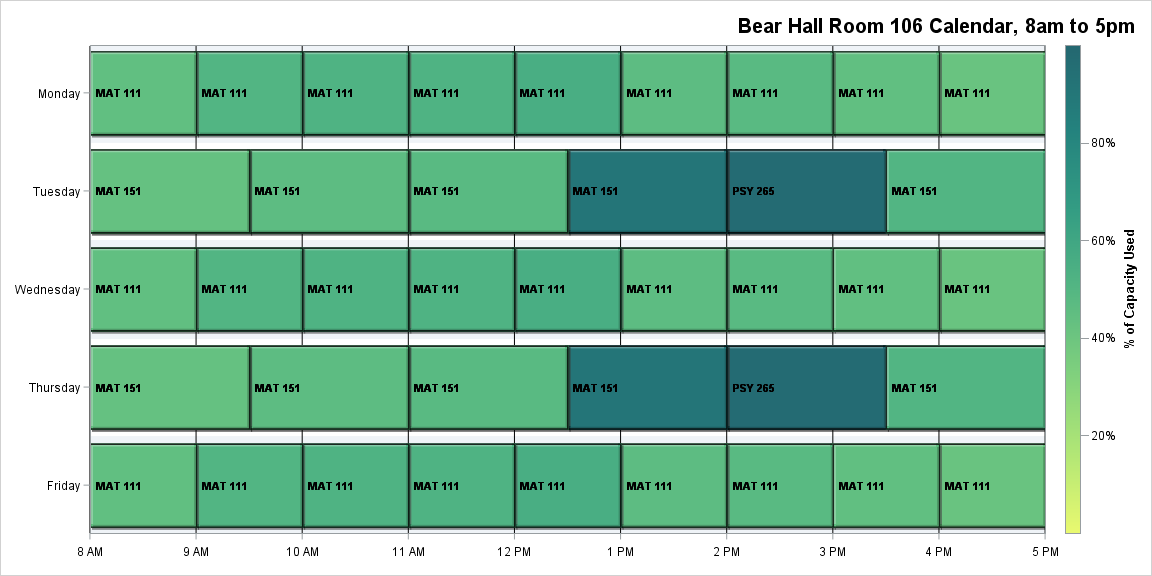 Bear Hall Room 106 Calendar, 8am to 5pm
Monday
MAT 111 MAT 111 MAT 111 MAT 111 MAT 111 MAT 111 MAT 111 MAT 111 MAT 111
Tuesday
MAT 151 MAT 151 MAT 151 MAT 151 PSY 265 MAT 151
Wednesday
MAT 111 MAT 111 MAT 111 MAT 111 MAT 111 MAT 111 MAT 111 MAT 111 MAT 111
Thursday
MAT 151 MAT 151 MAT 151 MAT 151 PSY 265 MAT 151
Friday
MAT 111 MAT 111 MAT 111 MAT 111 MAT 111 MAT 111 MAT 111 MAT 111 MAT 111
8 AM 9 AM 10 AM 11 AM 12 PM 1 PM 2 PM 3 PM 4 PM 5 PM
80%
60%
40%
20%
% of Capacity Used